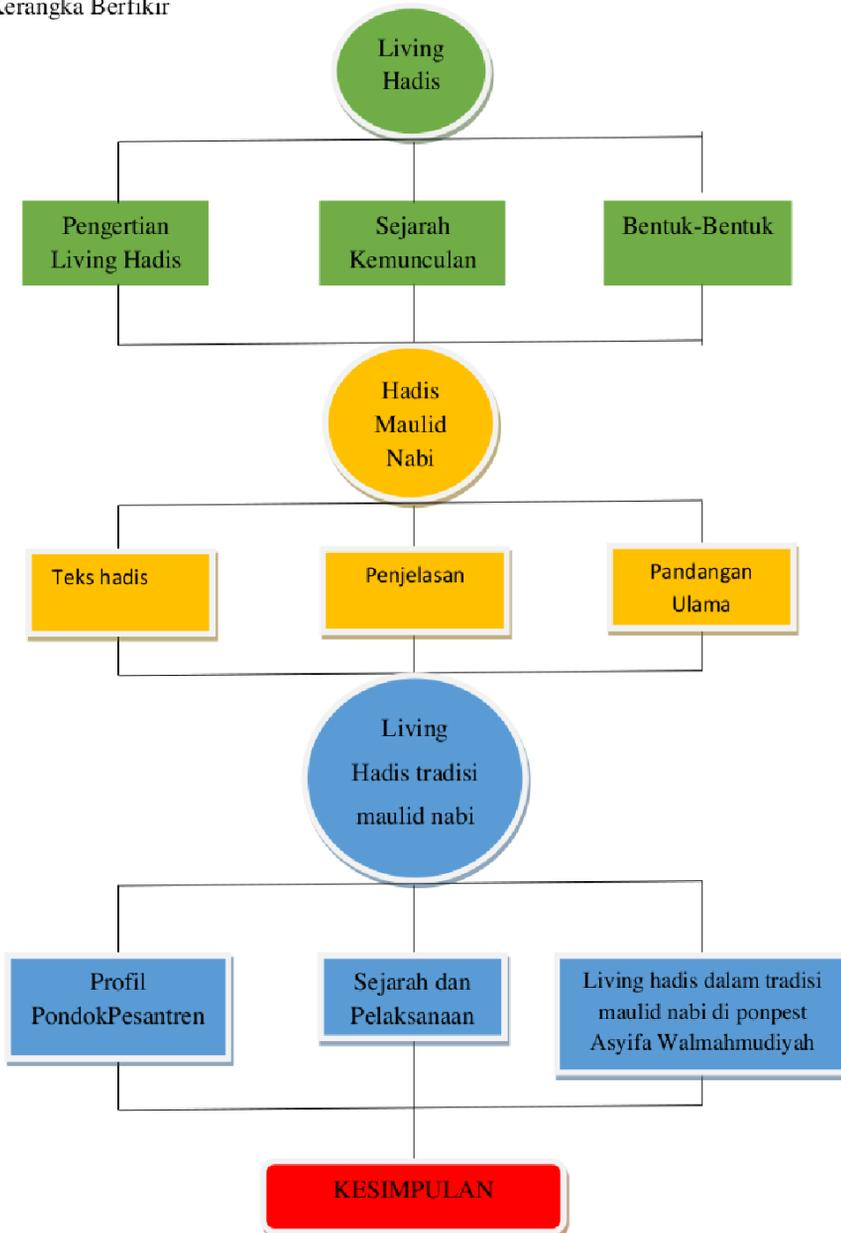 Kerangka Berfikir
Living
Hadis
Pengertian
Living Hadis
Sejarah
Kemunculan
Bentuk-Bentuk
Hadis
Maulid
Nabi
Teks hadis
Penjelasan
Pandangan
Ulama
Living
Hadis tradisi
maulid nabi
Profil
PondokPesantren
Sejarah dan
Pelaksanaan
Living hadis dalam tradisi
maulid nabi di ponpest
Asyifa Walmahmudiyah
KESIMPULAN